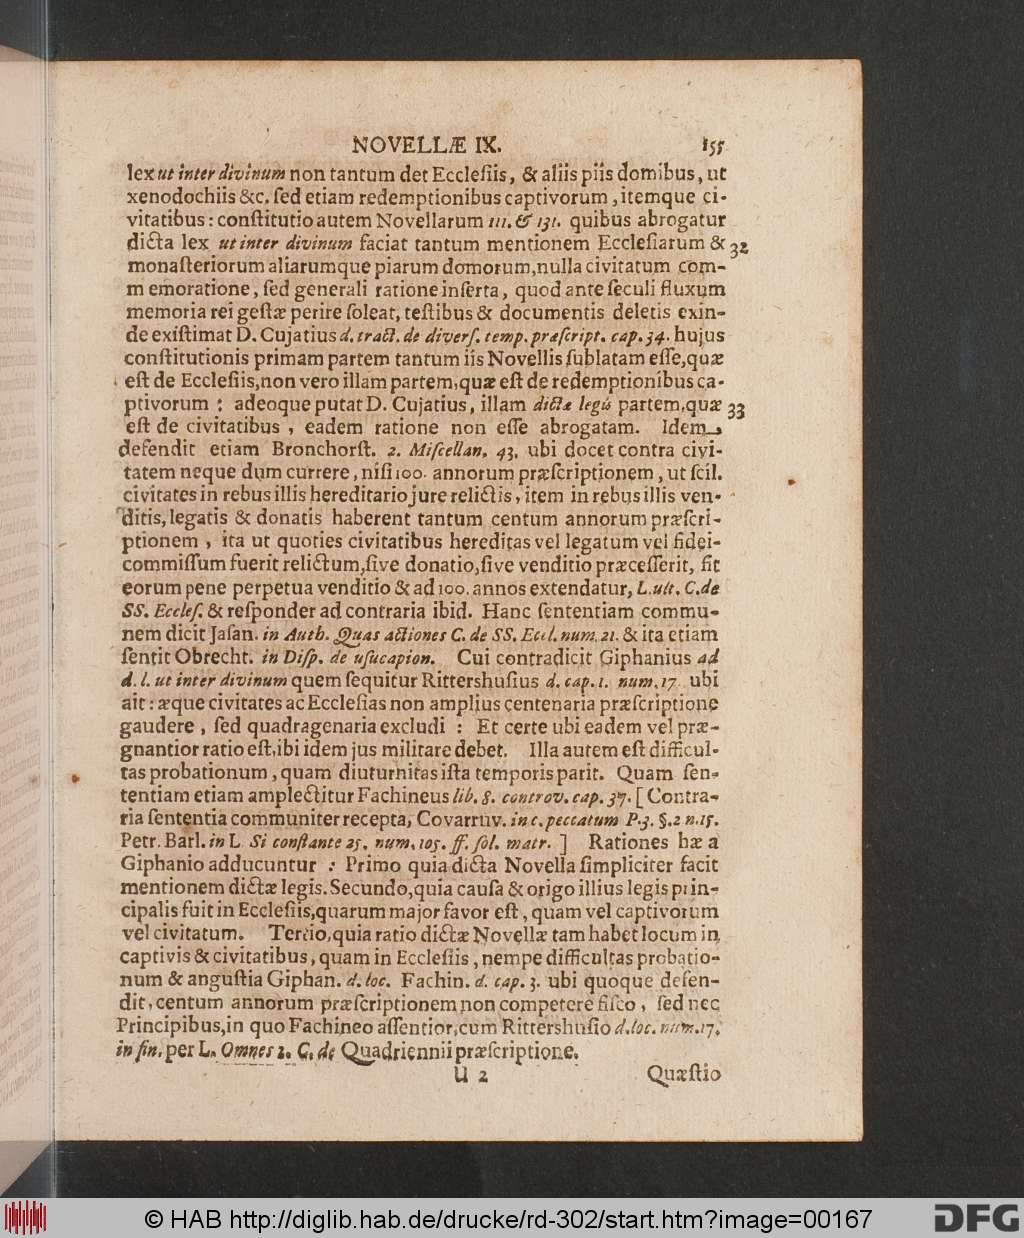 NOVELLÆ IX. 155
lex ut inter divinum non tantum det Eccleſiis, & aliis piis domibus, ut
xenodochiis &c. ſed etiam redemptionibus captivorum, itemque ci-
vitatibus: conſtitutio autem Novellarum 111. & 131. quibus abrogatur
dicta lex ut inter divinum faciat tantum mentionem Eccleſiarum & 32
monaſteriorum aliarumque piarum domorum, nulla civitatum com-
m emoratione, ſed generali ratione inſerta, quod ante ſeculi fluxum
memoria rei geſtæ perire ſoleat, teſtibus & documentis deletis exin-
de exiſtimat D. Cujatius d. tract. de diverſ. temp. præſcript. cap. 34. hujus
conſtitutionis primam partem tantum iis Novellis ſublatam eſſe, quæ
eſt de Eccleſiis, non vero illam partem, quæ eſt de redemptionibus ca-
ptivorum: adeoque putat D. Cujatius, illam dictæ legis partem, quæ 33
eſt de civitatibus, eadem ratione non eſſe abrogatam. Idem,
defendit etiam Bronchorſt. 2. Miſcellan. 43. ubi docet contra civi-
tatem neque dum currere, niſi 100. annorum præſcriptionem, ut ſcil.
civitates in rebus illis hereditario jure relictis, item in rebus illis ven-
ditis, legatis & donatis haberent tantum centum annorum præſcri-
ptionem, ita ut quoties civitatibus hereditas vel legatum vel fidei-
commiſſum fuerit relictum, ſive donatio, ſive venditio præceſſerit, ſit
eorum pene perpetua venditio & ad 100. annos extendatur, L. ult. C. de
SS. Eccleſ. & reſponder ad contraria ibid. Hanc ſententiam commu-
nem dicit Jaſan. in Auth. Quas actiones C. de SS. Eccl. num. 21. & ita etiam
ſentit Obrecht. in Diſp. de uſucapion. Cui contradicit Giphanius ad
d. l. ut inter divinum quem ſequitur Rittershuſius d. cap. 1. num. 17. ubi
ait: æque civitates ac Eccleſias non amplius centenaria præſcriptione
gaudere, ſed quadragenaria excludi: Et certe ubi eadem vel præ-
gnantior ratio eſt, ibi idem jus militare debet. Illa autem eſt difficul-
tas probationum, quam diuturnitas iſta temporis parit. Quam ſen-
tentiam etiam amplectitur Fachineus lib. 8. controv. cap. 37. [Contra-
ria ſententia communiter recepta, Covarruv. in c. peccatum P. 3. §. 2 n. 15.
Petr. Barl. in L. Si conſtante 25. num. 105. ff. ſol. matr.] Rationes hæ a
Giphanio adducuntur: Primo quia dicta Novella ſimpliciter facit
mentionem dictæ legis. Secundo, quia cauſa & origo illius legis prin-
cipalis fuit in Eccleſiis, quarum major favor eſt, quam vel captivorum
vel civitatum. Tertio, quia ratio dictæ Novellæ tam habet locum in
captivis & civitatibus, quam in Eccleſiis, nempe difficultas probatio-
num & anguſtia Giphan. d. loc. Fachin. d. cap. 3. ubi quoque defen-
dit, centum annorum præſcriptionem non competere fiſco, ſed nec
Principibus, in quo Fachineo aſſentior, cum Rittershuſio d. loc. num. 17.
in fin. per L. Omnes 2. C. de Quadriennii præſcriptione.
U 2 Quæſtio
© HAB http://diglib.hab.de/drucke/rd-302/start.htm?image=00167
DFG